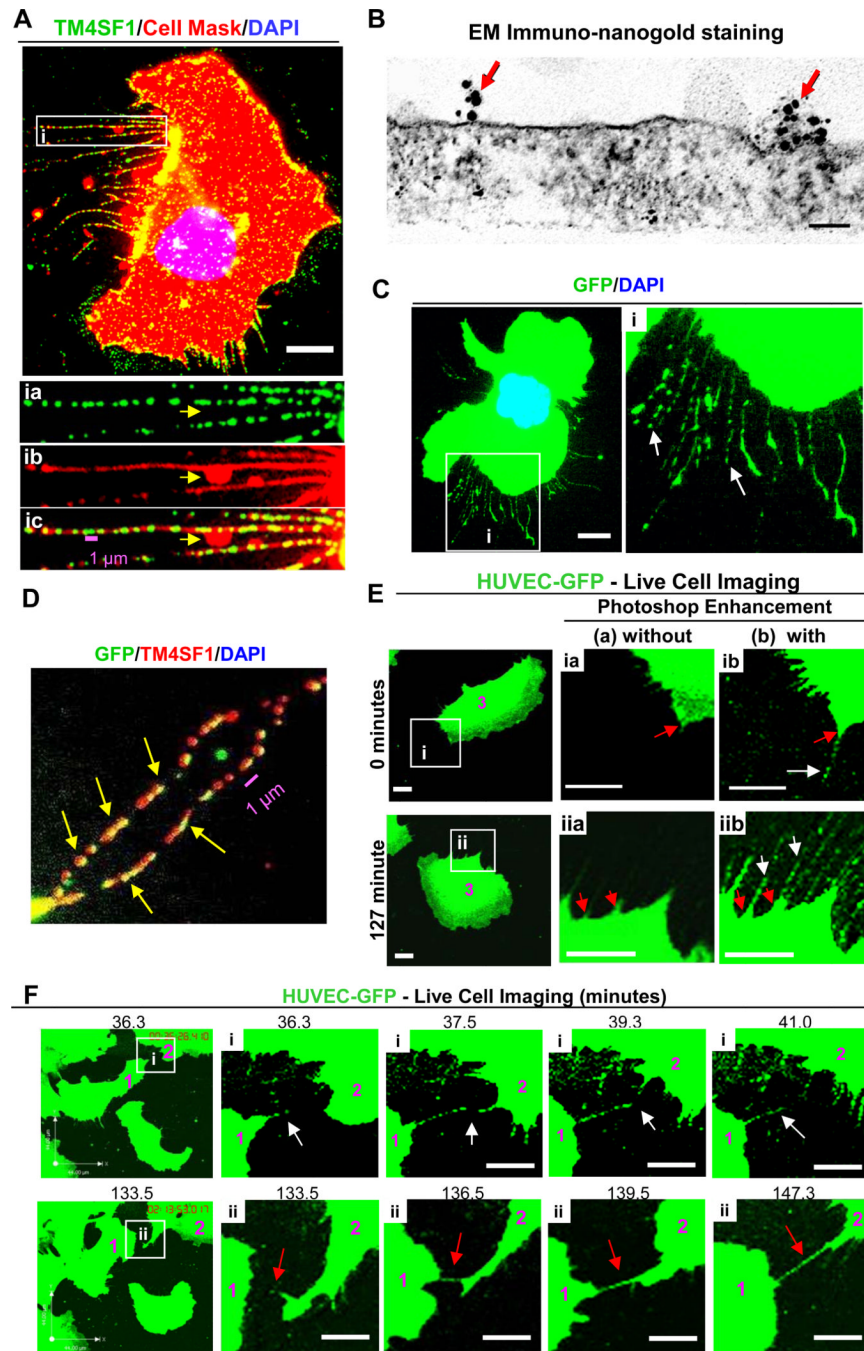 A
TM4SF1/Cell Mask/DAPI
i
ia
ib
ic
1 µm
B
EM Immuno-nanogold staining
C
GFP/DAPI
i
i
D
GFP/TM4SF1/DAPI
1 µm
E
HUVEC-GFP - Live Cell Imaging
Photoshop Enhancement
(a) without
(b) with
0 minutes
3
i
ia
ib
127 minute
ii
3
iia
iib
F
HUVEC-GFP - Live Cell Imaging (minutes)
36.3
36.3
37.5
39.3
41.0
i
2
1
i
1
2
i
1
2
i
1
2
i
1
2
133.5
133.5
136.5
139.5
147.3
02:13:53.017
1
2
ii
ii
1
2
ii
1
2
ii
1
2
ii
1
2